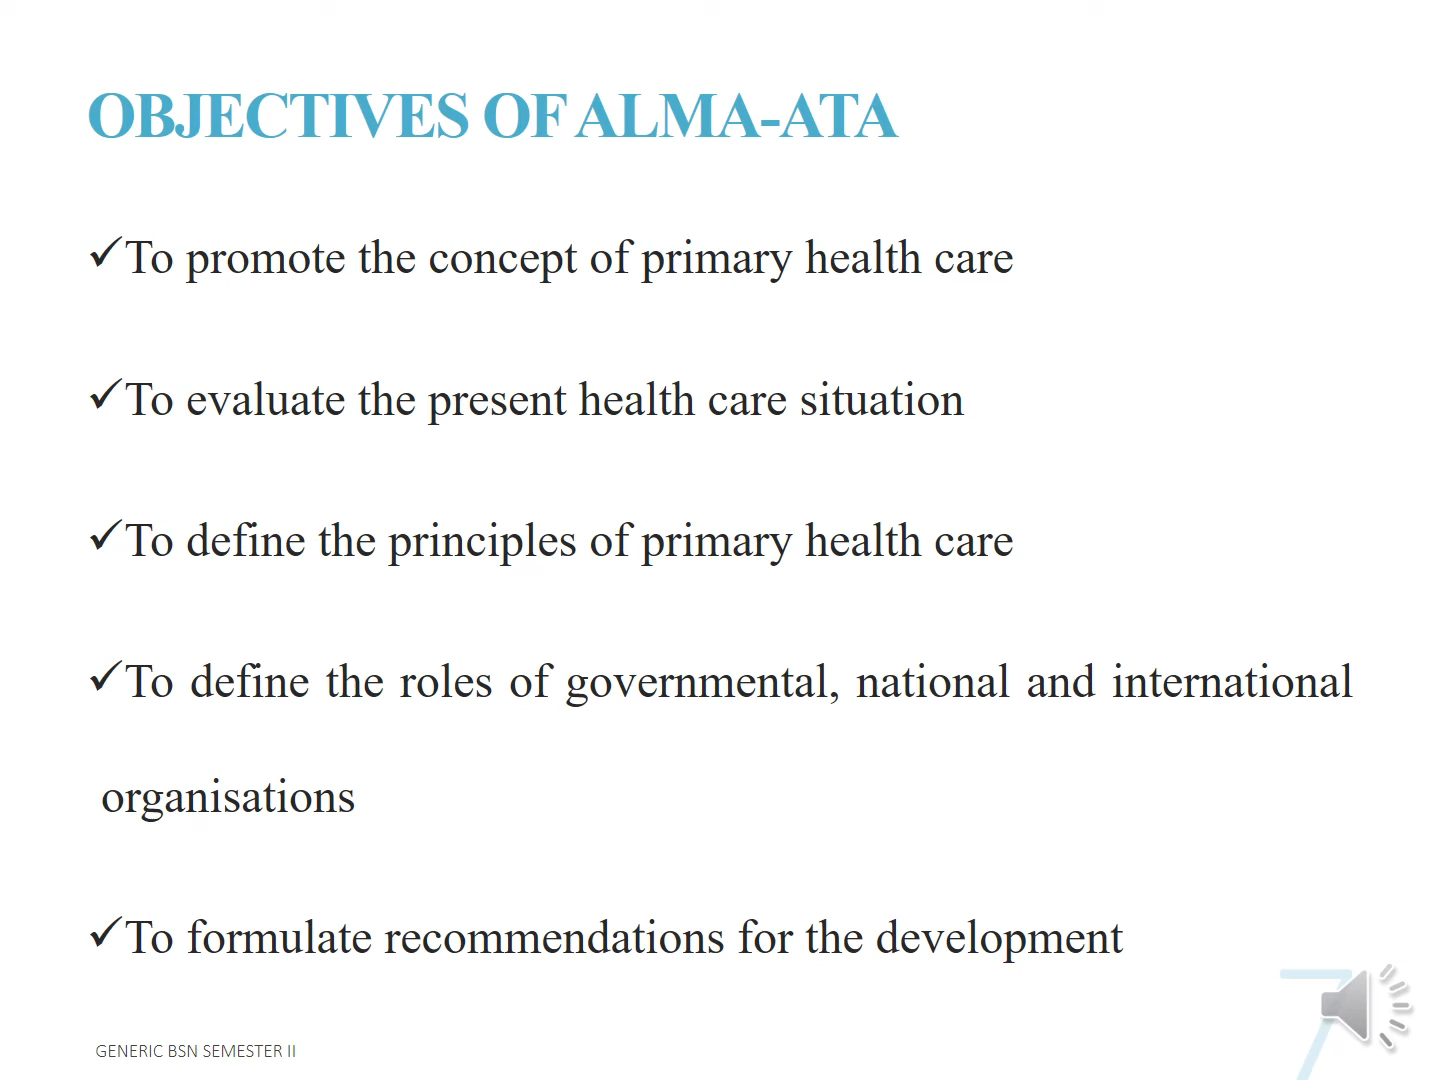 OBJECTIVES OF ALMA-ATA
✓To promote the concept of primary health care
✓To evaluate the present health care situation
✓To define the principles of primary health care
✓To define the roles of governmental, national and international
organisations
✓To formulate recommendations for the development
7
GENERIC BSN SEMESTER II